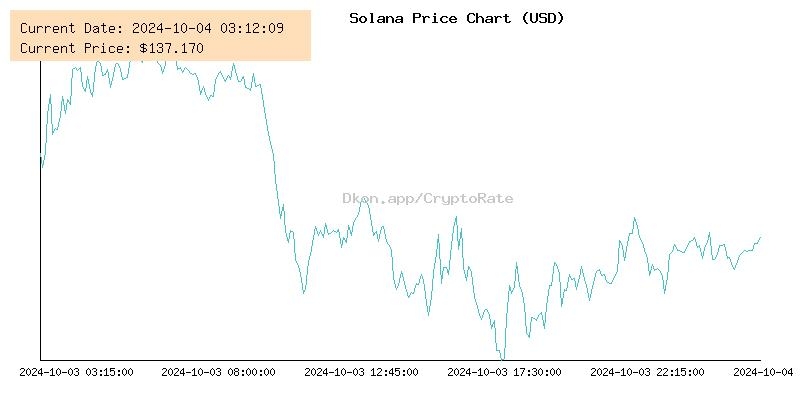 Solana Price Chart (USD)
Current Date: 2024-10-04 03:12:09
Current Price: $137.170
Dkon.app/CryptoRate
2024-10-03 03:15:00 2024-10-03 08:00:00 2024-10-03 12:45:00 2024-10-03 17:30:00 2024-10-03 22:15:00 2024-10-04